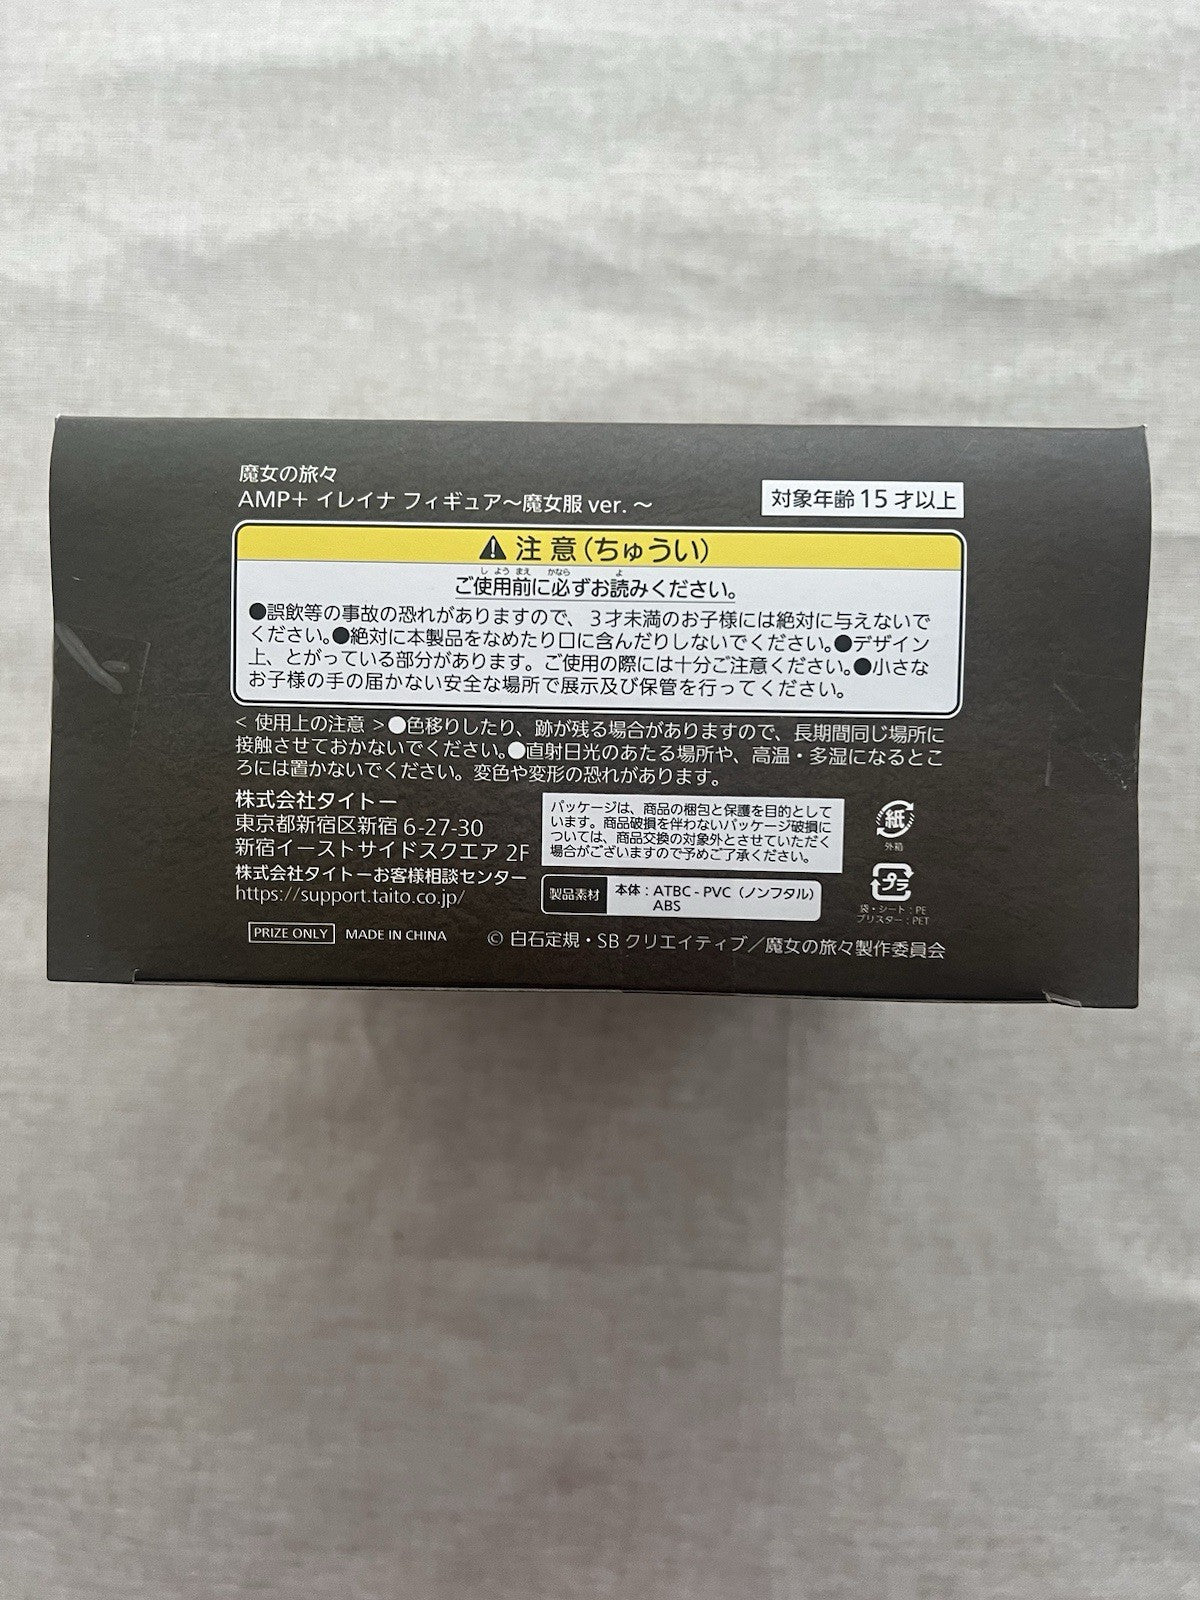 魔女の旅々
AMP+ イレイナ フィギュア～魔女服 ver. ～
対象年齢 15 才以上
注 意（ちゅうい）
ご使用前に必ずお読みください。
しようまえ かなら よ
●誤飲等の事故の恐れがありますので、３才未満のお子様には絶対に与えないで
ください。●絶対に本製品をなめたり口に含んだりしないでください。●デザイン
上、とがっている部分があります。ご使用の際には十分ご注意ください。●小さな
お子様の手の届かない安全な場所で展示及び保管を行ってください。
< 使用上の注意 >●色移りしたり、跡が残る場合がありますので、長期間同じ場所に
接触させておかないでください。●直射日光のあたる場所や、高温・多湿になるとこ
ろには置かないでください。変色や変形の恐れがあります。
株式会社タイトー
東京都新宿区新宿 6-27-30
新宿イーストサイドスクエア 2F
株式会社タイトーお客様相談センター
https://support.taito.co.jp/
パッケージは、商品の梱包と保護を目的として
います。商品破損を伴わないパッケージ破損に
ついては、商品交換の対象外とさせていただく
場合がございますので予めご了承ください。
製品素材
本体：ATBC - PVC（ノンフタル）
ABS
紙
外箱
プラ
袋・シート：PE
ブリスター：PET
PRIZE ONLY MADE IN CHINA
© 白石定規・SB クリエイティブ／魔女の旅々製作委員会